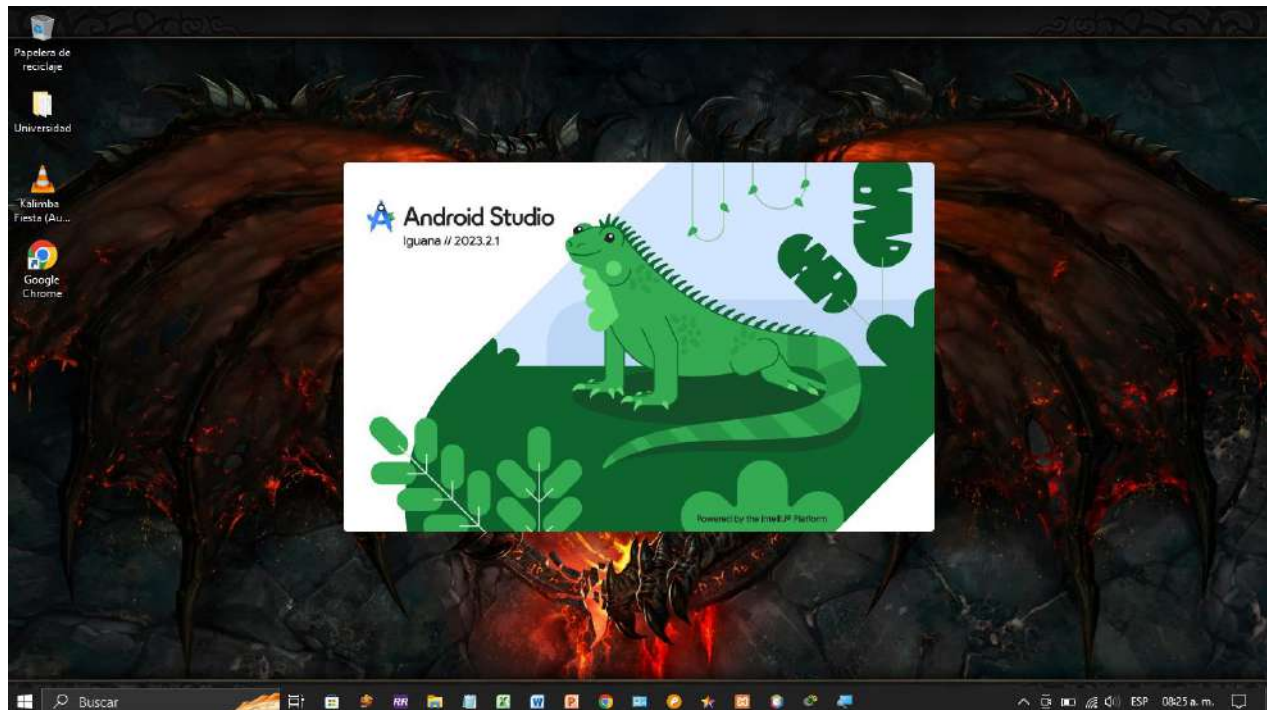 Papelera de
reciclaje
Universidad
Kalimba
Fiesta (Au...
Google
Chrome
Android Studio
Iguana // 2023.2.1
Powered by the IntelliJ® Platform
Buscar
RR
X
W
P
ESP
08:25 a. m.